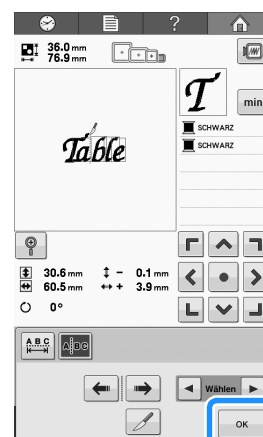 ?
36.0 mm
76.9 mm
T
min
SCHWARZ
SCHWARZ
Table
30.6 mm
- 0.1 mm
60.5 mm
+ 3.9 mm
0°
A B C
A B C
Wählen
OK